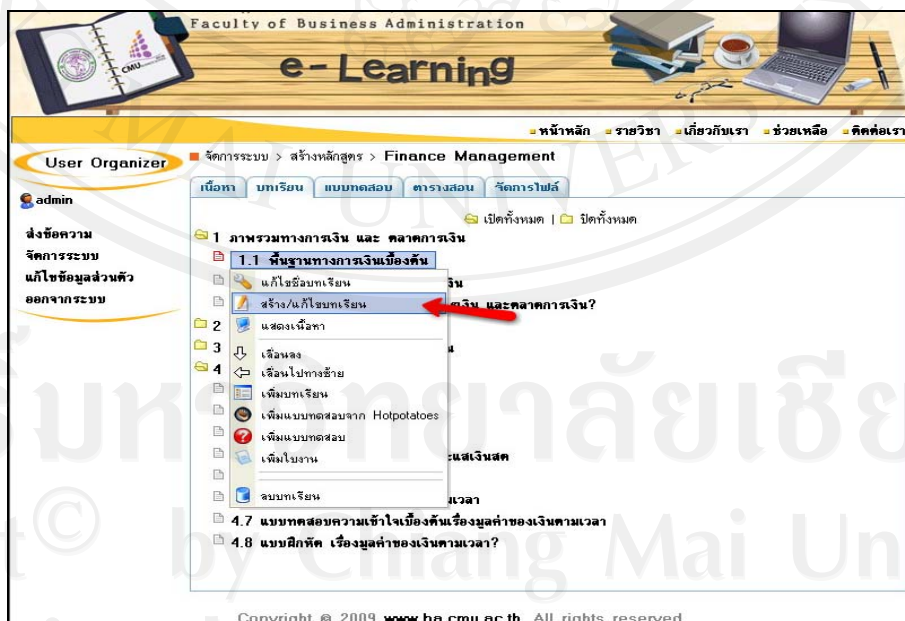 Faculty of Business Administration
e-Learning
CMU
หน้าหลัก รายวิชา เกี่ยวกับเรา ช่วยเหลือ ติดต่อเรา
User Organizer
จัดการระบบ > สร้างหลักสูตร > Finance Management
เนื้อหา บทเรียน แบบทดสอบ ตารางสอน จัดการไฟล์
admin
เปิดทั้งหมด | ปิดทั้งหมด
ส่งข้อความ
จัดการระบบ
แก้ไขข้อมูลส่วนตัว
ออกจากระบบ
1 ภาพรวมทางการเงิน และ ตลาดการเงิน
1.1 พื้นฐานทางการเงินเบื้องต้น
แก้ไขชื่อบทเรียน
สร้าง/แก้ไขบทเรียน
และตลาดการเงิน?
2 แสดงเนื้อหา
3
เลื่อนลง
4 เลื่อนไปทางซ้าย
เพิ่มบทเรียน
เพิ่มแบบทดสอบจาก Hotpotatoes
เพิ่มแบบทดสอบ
เพิ่มใบงาน
ลบบทเรียน
4.7 แบบทดสอบความเข้าใจเบื้องต้นเรื่องมูลค่าของเงินตามเวลา
4.8 แบบฝึกหัด เรื่องมูลค่าของเงินตามเวลา?
Copyright © 2009 www.ba.cmu.ac.th All rights reserved
MAI UNIVERS
มหาวิทยาลัยเชีย
© by Chiang Mai Un